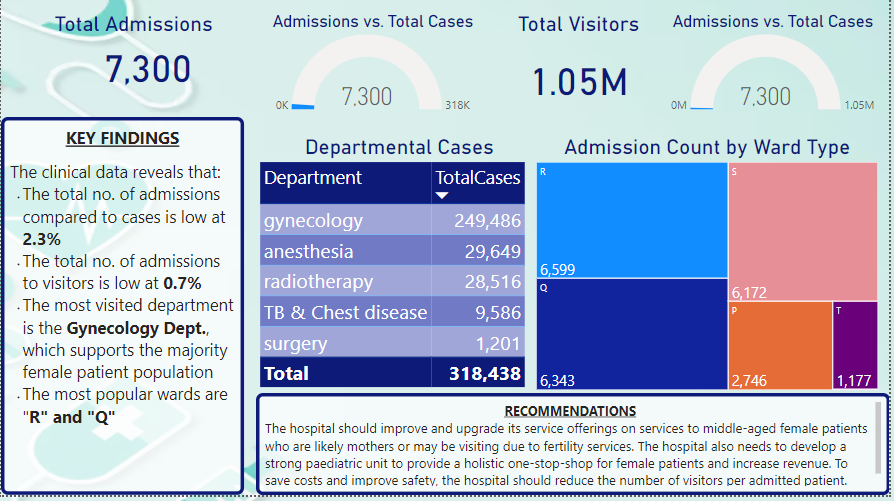 Total Admissions
7,300
Admissions vs. Total Cases
7,300
0K
318K
Total Visitors
1.05M
Admissions vs. Total Cases
7,300
0M
1.05M
KEY FINDINGS
The clinical data reveals that:
. The total no. of admissions
compared to cases is low at
2.3%
. The total no. of admissions
to visitors is low at 0.7%
. The most visited department
is the Gynecology Dept.,
which supports the majority
female patient population
. The most popular wards are
"R" and "Q"
Departmental Cases
Department TotalCases
gynecology 249,486
anesthesia 29,649
radiotherapy 28,516
TB & Chest disease 9,586
surgery 1,201
Total 318,438
Admission Count by Ward Type
R
6,599
Q
6,343
S
6,172
P
2,746
T
1,177
RECOMMENDATIONS
The hospital should improve and upgrade its service offerings on services to middle-aged female patients
who are likely mothers or may be visiting due to fertility services. The hospital also needs to develop a
strong paediatric unit to provide a holistic one-stop-shop for female patients and increase revenue. To
save costs and improve safety, the hospital should reduce the number of visitors per admitted patient.